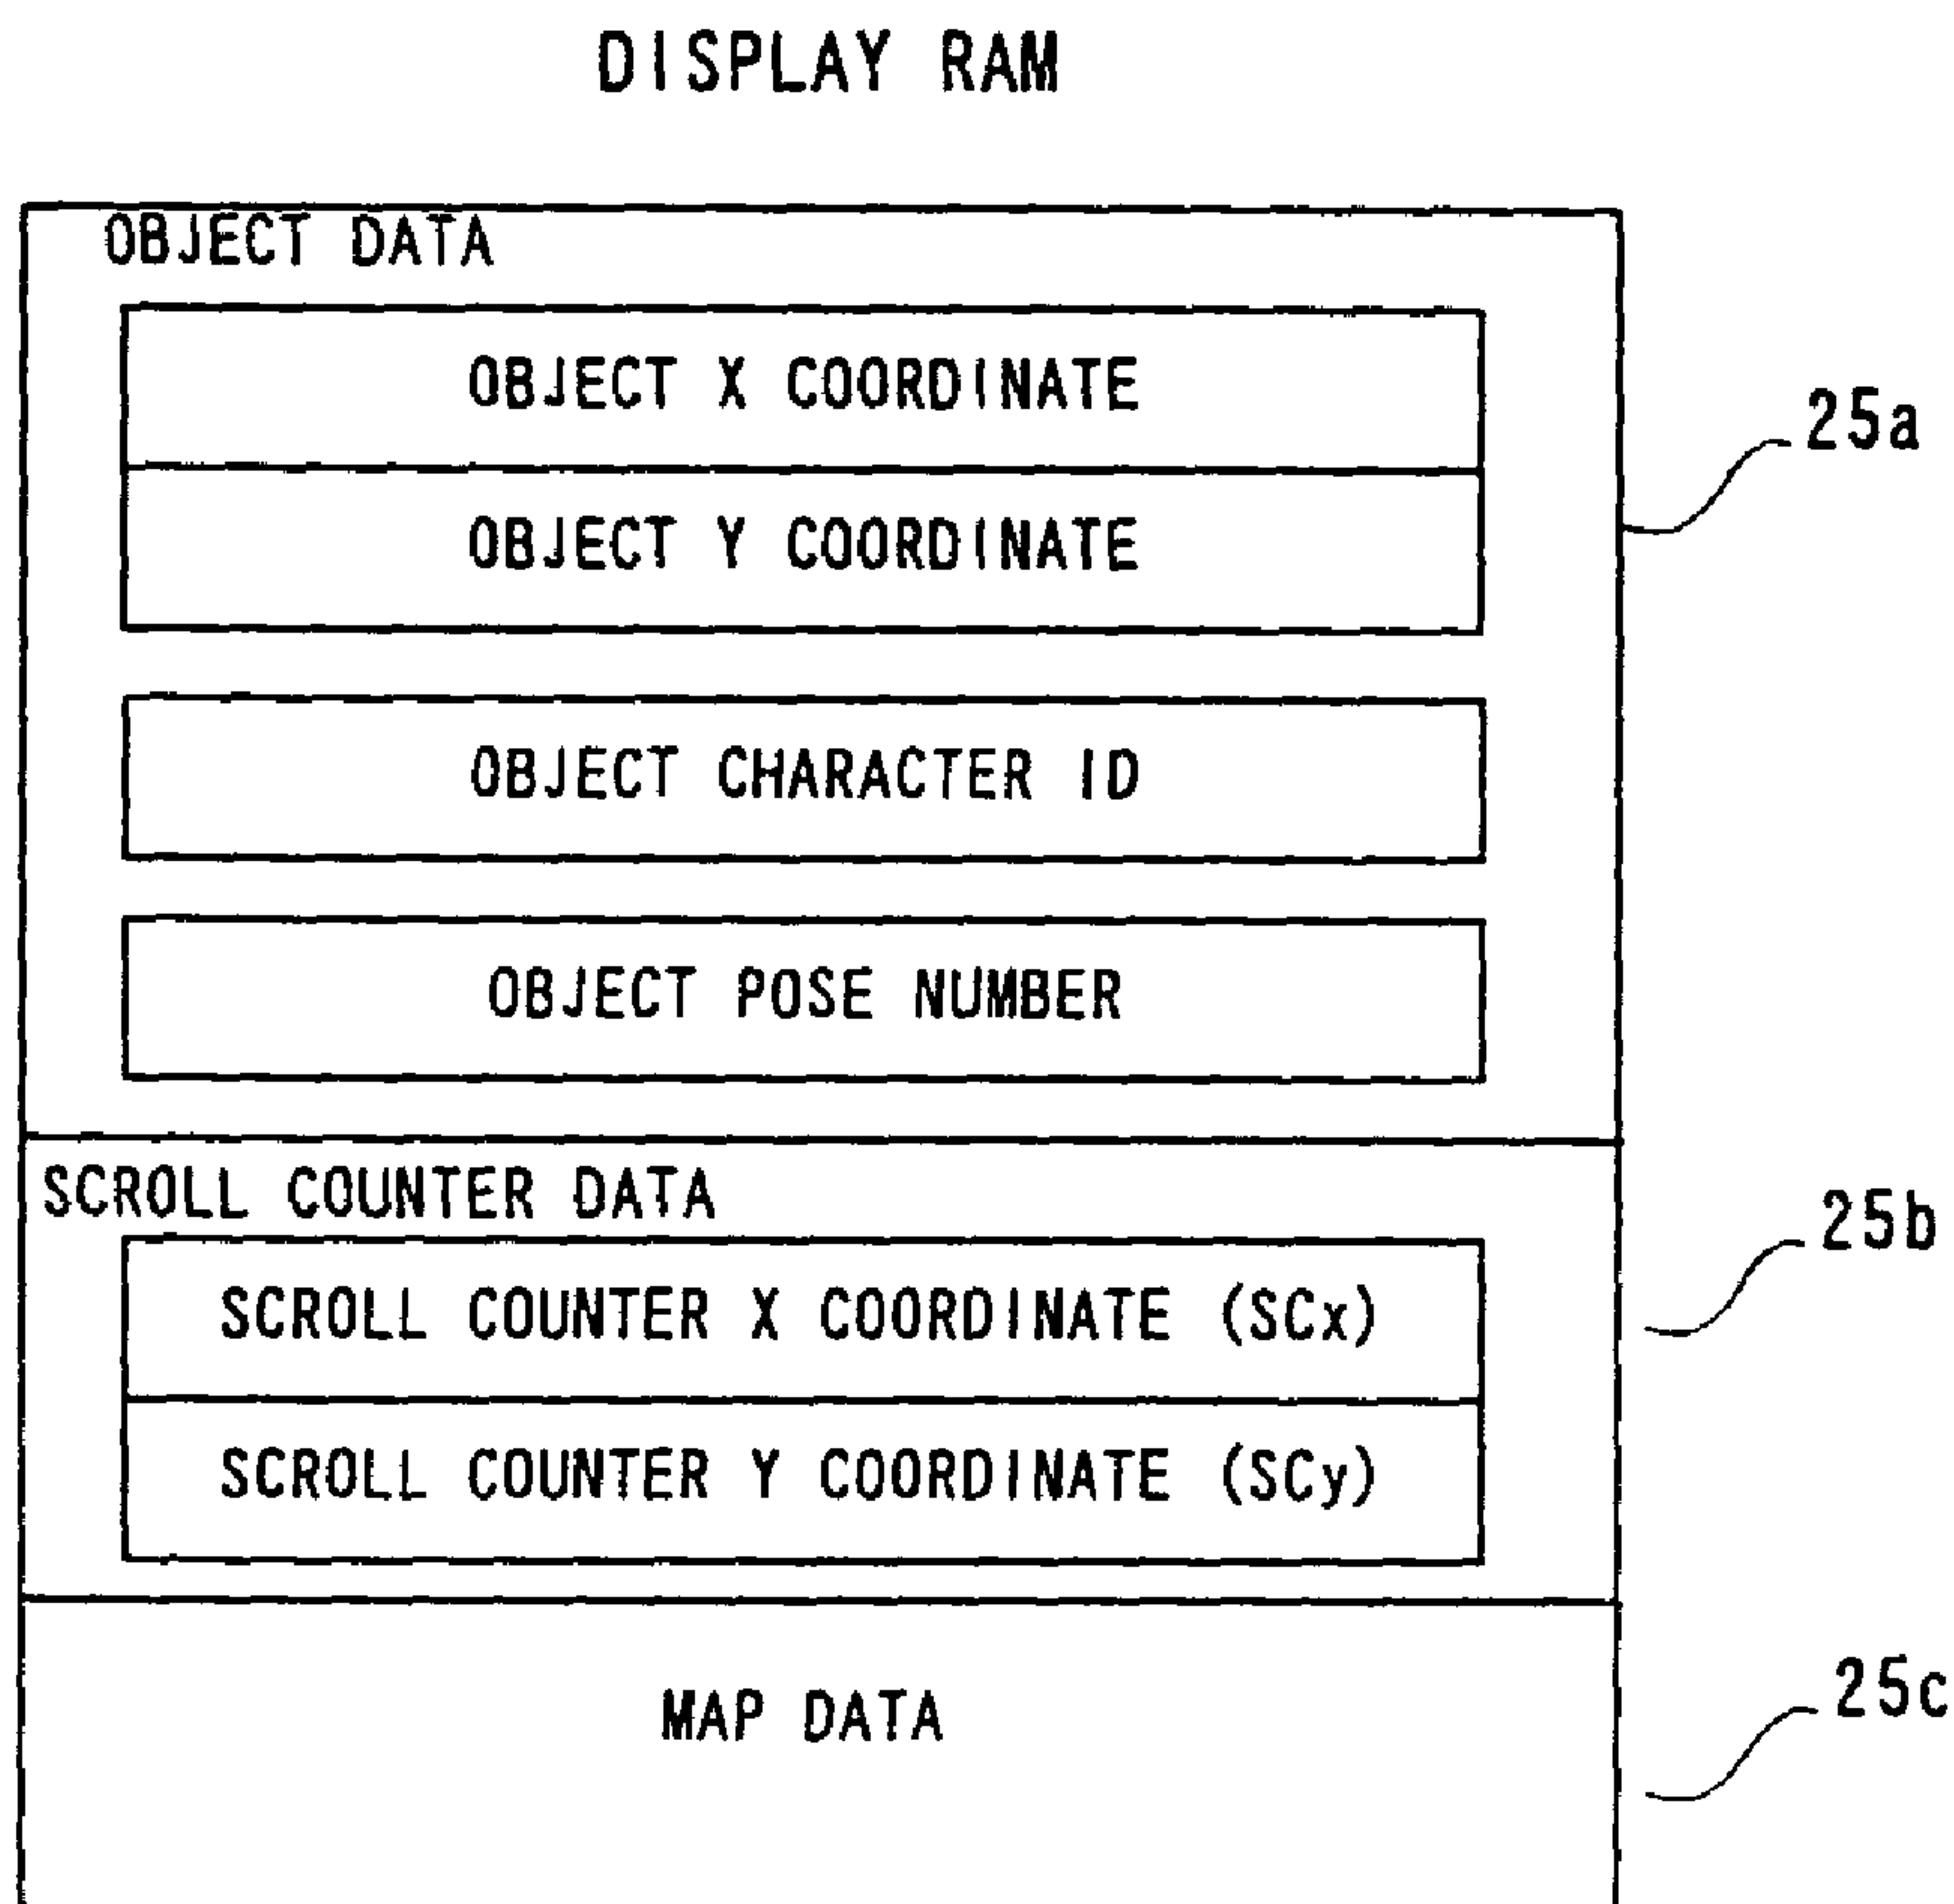 DISPLAY RAM
OBJECT DATA
OBJECT X COORDINATE
25a
OBJECT Y COORDINATE
OBJECT CHARACTER ID
OBJECT POSE NUMBER
SCROLL COUNTER DATA
25b
SCROLL COUNTER X COORDINATE (SCx)
SCROLL COUNTER Y COORDINATE (SCy)
25c
MAP DATA